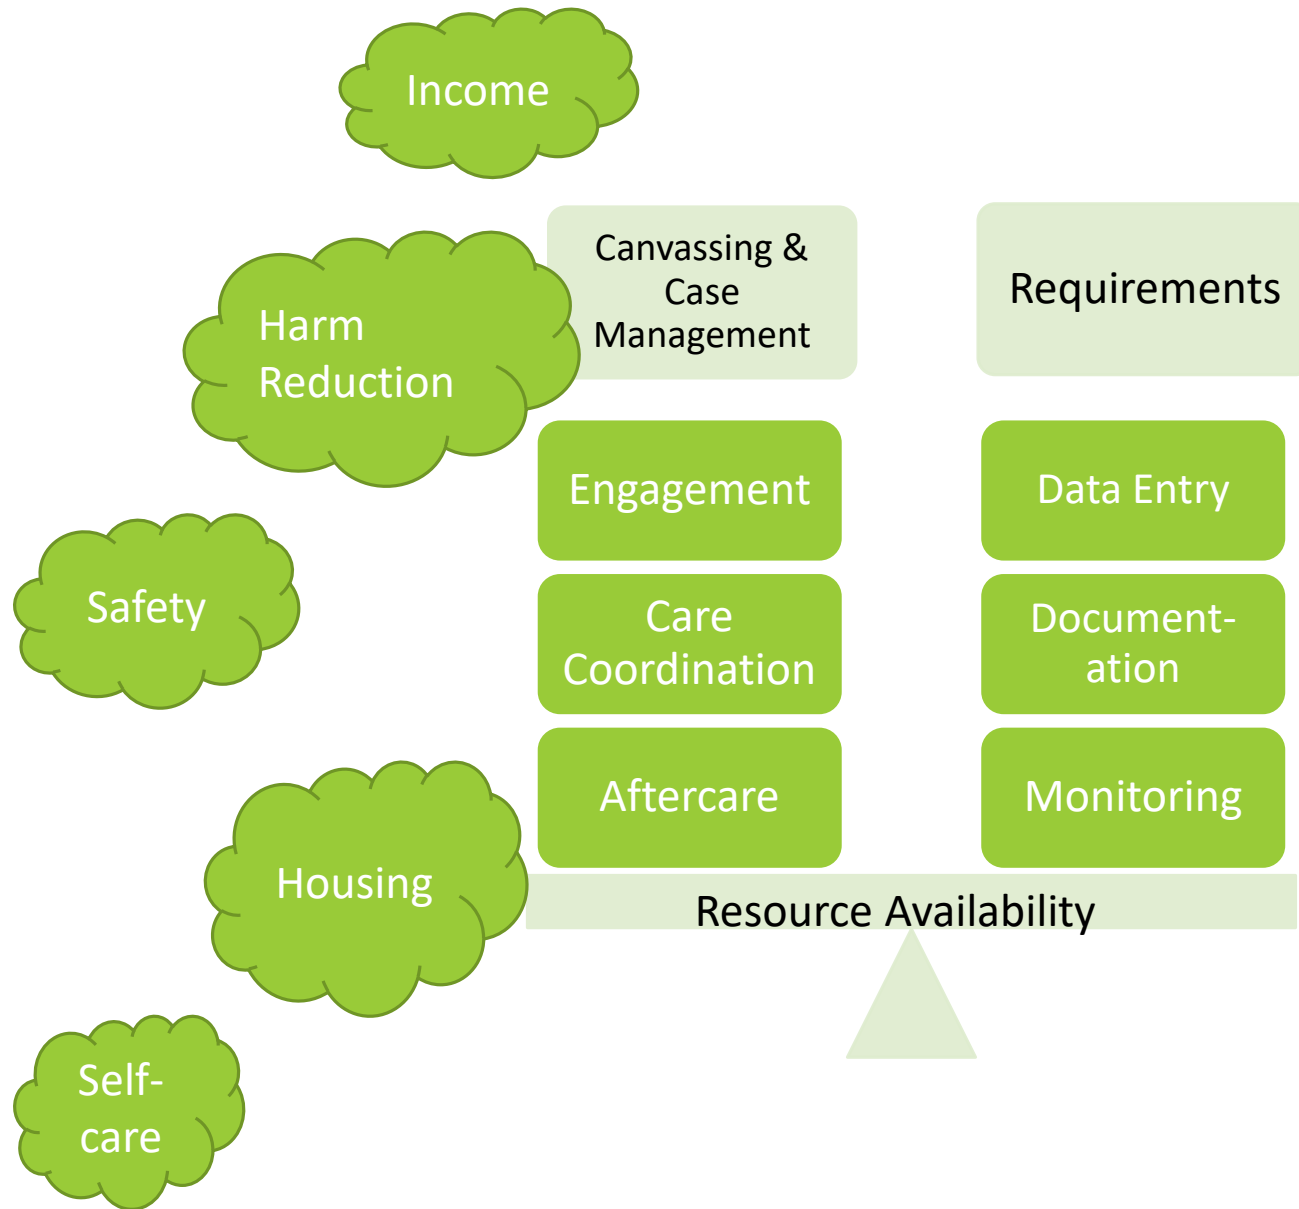 Income
Canvassing &
Case
Management
Requirements
Harm
Reduction
Engagement
Data Entry
Safety
Care
Coordination
Document-
ation
Aftercare
Monitoring
Housing
Resource Availability
Self-
care